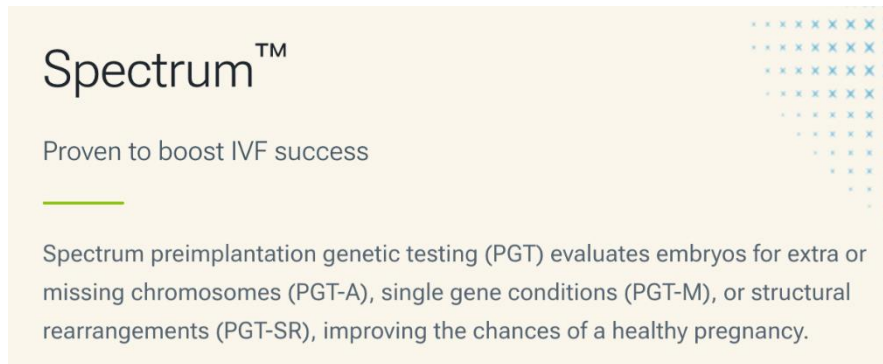 Spectrum™
Proven to boost IVF success
Spectrum preimplantation genetic testing (PGT) evaluates embryos for extra or
missing chromosomes (PGT-A), single gene conditions (PGT-M), or structural
rearrangements (PGT-SR), improving the chances of a healthy pregnancy.